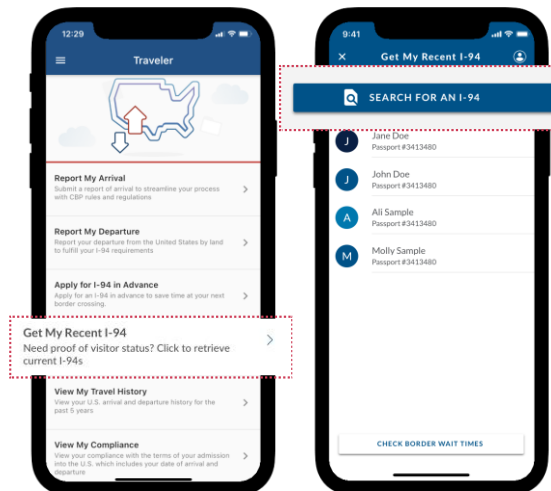 12:29
Traveler
Report My Arrival
Submit a report of arrival to streamline your process
with CBP rules and regulations
Report My Departure
Report your departure from the United States by land
to fulfill your I-94 requirements
Apply for I-94 in Advance
Apply for an I-94 in advance to save time at your next
border crossing.
Get My Recent I-94
Need proof of visitor status? Click to retrieve
current I-94s
View My Travel History
View your U.S. arrival and departure history for the
past 5 years
View My Compliance
View your compliance with the terms of your admission
into the U.S. which includes your date of arrival and
departure
9:41
Get My Recent I-94
SEARCH FOR AN I-94
J
Jane Doe
Passport #3413480
J
John Doe
Passport #3413480
A
Ali Sample
Passport #3413480
M
Molly Sample
Passport #3413480
CHECK BORDER WAIT TIMES